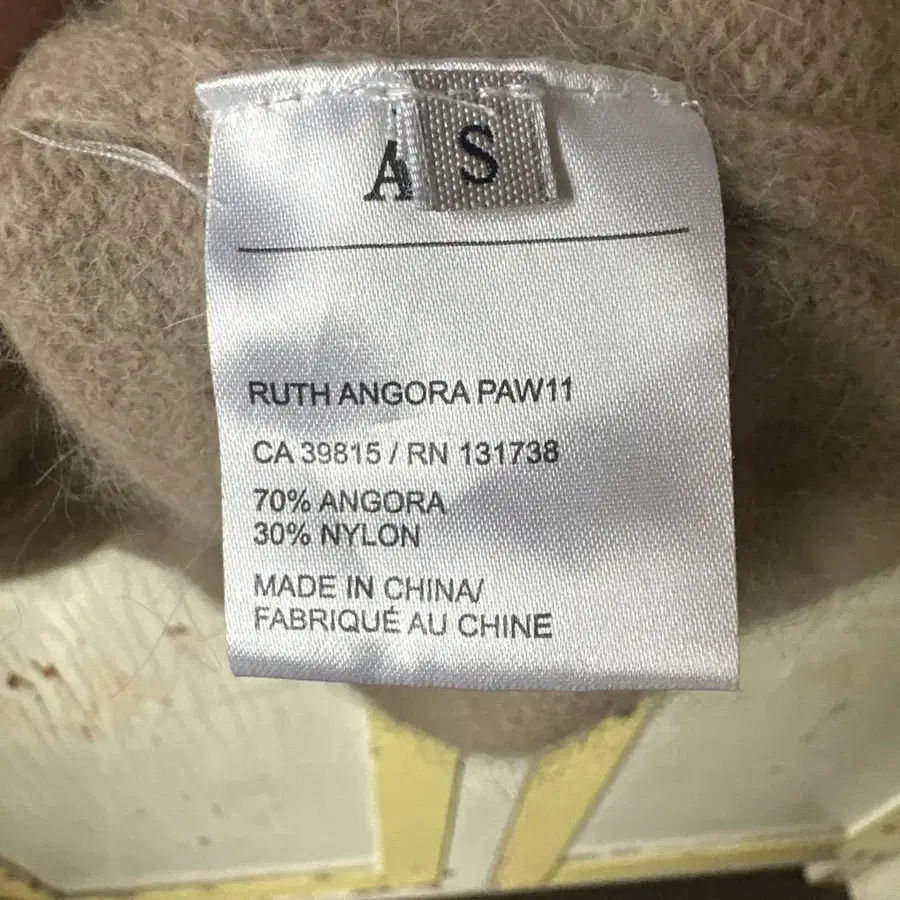 A
S
RUTH ANGORA PAW11
CA 39815 / RN 131738
70% ANGORA
30% NYLON
MADE IN CHINA/
FABRIQUÉ AU CHINE